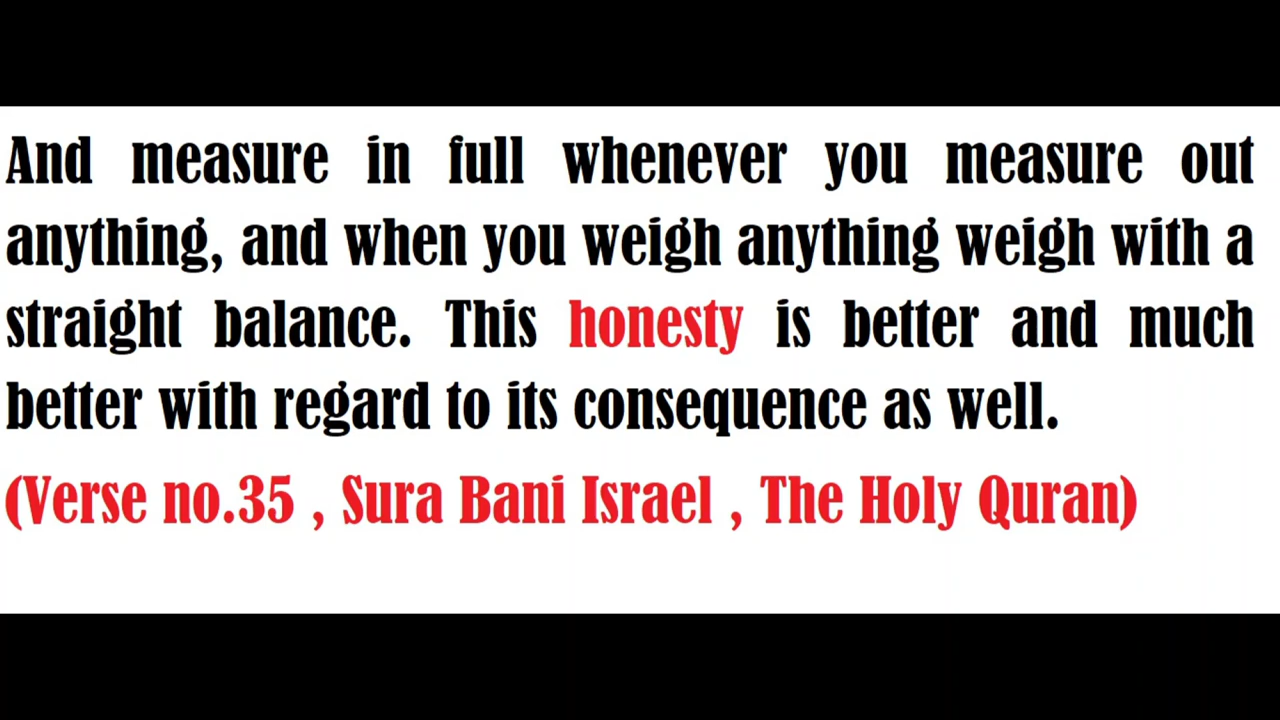 And measure in full whenever you measure out
anything, and when you weigh anything weigh with a
straight balance. This honesty is better and much
better with regard to its consequence as well.
(Verse no.35 , Sura Bani Israel , The Holy Quran)